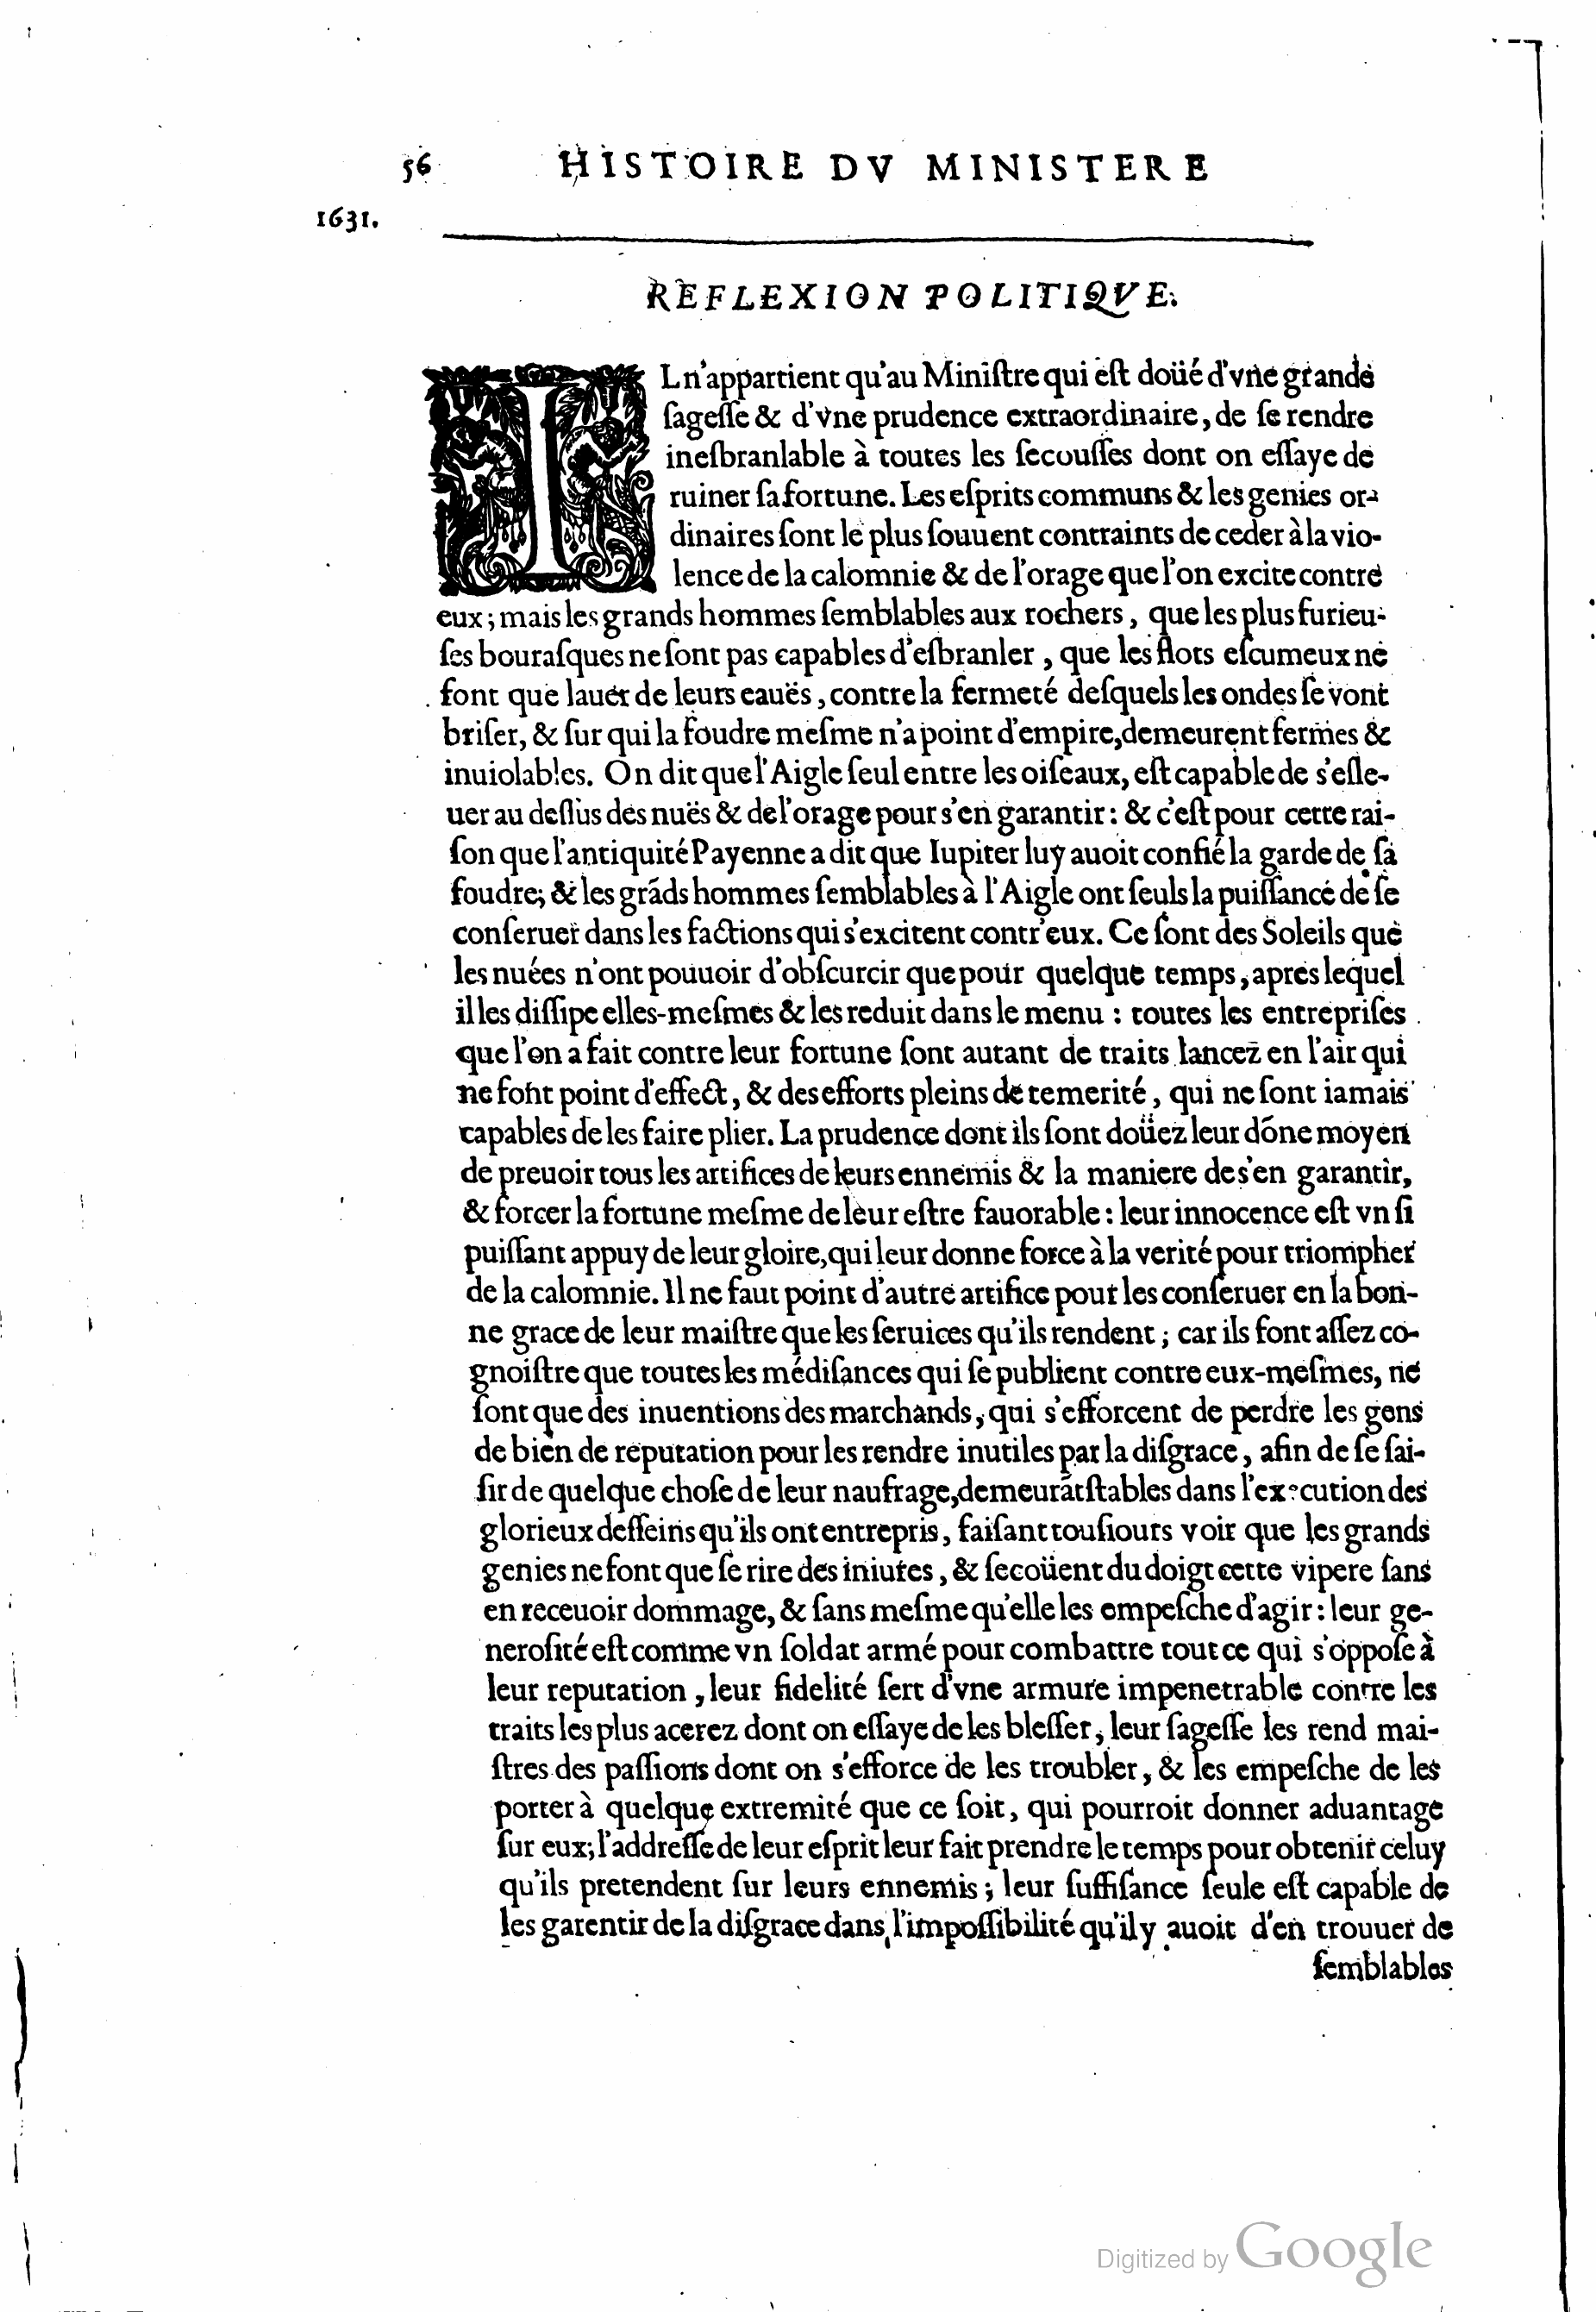 56 HISTOIRE DV MINISTERE
1631.
REFLEXION POLITIQVE.
IL n'appartient qu'au Miniſtre qui eſt doüé d'vne grande
ſageſſe & d'vne prudence extraordinaire, de ſe rendre
ineſbranlable à toutes les ſecouſſes dont on eſſaye de
ruiner ſa fortune. Les eſprits communs & les genies or-
dinaires ſont le plus ſouuent contraints de ceder à la vio-
lence de la calomnie & de l'orage que l'on excite contre
eux; mais les grands hommes ſemblables aux rochers, que les plus furieu-
ſes bouraſques ne ſont pas capables d'eſbranler, que les flots eſcumeux ne
font que lauer de leurs eauës, contre la fermeté deſquels les ondes ſe vont
briſer, & ſur qui la foudre meſme n'a point d'empire, demeurent fermes &
inuiolables. On dit que l'Aigle ſeul entre les oiſeaux, eſt capable de s'eſle-
uer au deſſus des nuës & de l'orage pour s'en garantir: & c'eſt pour cette rai-
ſon que l'antiquité Payenne a dit que Iupiter luy auoit confié la garde de ſa
foudre; & les grãds hommes ſemblables à l'Aigle ont ſeuls la puiſſance de ſe
conſeruer dans les factions qui s'excitent contr'eux. Ce ſont des Soleils que
les nuées n'ont pouuoir d'obſcurcir que pour quelque temps, apres lequel
il les diſſipe elles-meſmes & les reduit dans le menu : toutes les entrepriſes
que l'on a fait contre leur fortune ſont autant de traits lancez en l'air qui
ne font point d'effect, & des efforts pleins de temerité, qui ne ſont iamais
capables de les faire plier. La prudence dont ils ſont doüez leur dõne moyen
de preuoir tous les artifices de leurs ennemis & la maniere de s'en garantir,
& forcer la fortune meſme de leur eſtre fauorable: leur innocence eſt vn ſi
puiſſant appuy de leur gloire, qui leur donne force à la verité pour triompher
de la calomnie. Il ne faut point d'autre artifice pour les conſeruer en la bon-
ne grace de leur maiſtre que les ſeruices qu'ils rendent; car ils font aſſez co-
gnoiſtre que toutes les médiſances qui ſe publient contre eux-meſmes, ne
ſont que des inuentions des marchands, qui s'efforcent de perdre les gens
de bien de reputation pour les rendre inutiles par la diſgrace, afin de ſe ſai-
ſir de quelque choſe de leur naufrage, demeurãt ſtables dans l'execution des
glorieux deſſeins qu'ils ont entrepris, faiſant touſiours voir que les grands
genies ne font que ſe rire des iniures, & ſecoüent du doigt cette vipere ſans
en receuoir dommage, & ſans meſme qu'elle les empeſche d'agir: leur ge-
neroſité eſt comme vn ſoldat armé pour combattre tout ce qui s'oppoſe à
leur reputation, leur fidelité ſert d'vne armure impenetrable contre les
traits les plus acerez dont on eſſaye de les bleſſer, leur ſageſſe les rend mai-
ſtres des paſſions dont on s'efforce de les troubler, & les empeſche de les
porter à quelque extremité que ce ſoit, qui pourroit donner aduantage
ſur eux; l'addreſſe de leur eſprit leur fait prendre le temps pour obtenir celuy
qu'ils pretendent ſur leurs ennemis; leur ſuffiſance ſeule eſt capable de
les garentir de la diſgrace dans l'impoſſibilité qu'il y auoit d'en trouuer de
ſemblables
Digitized by Google